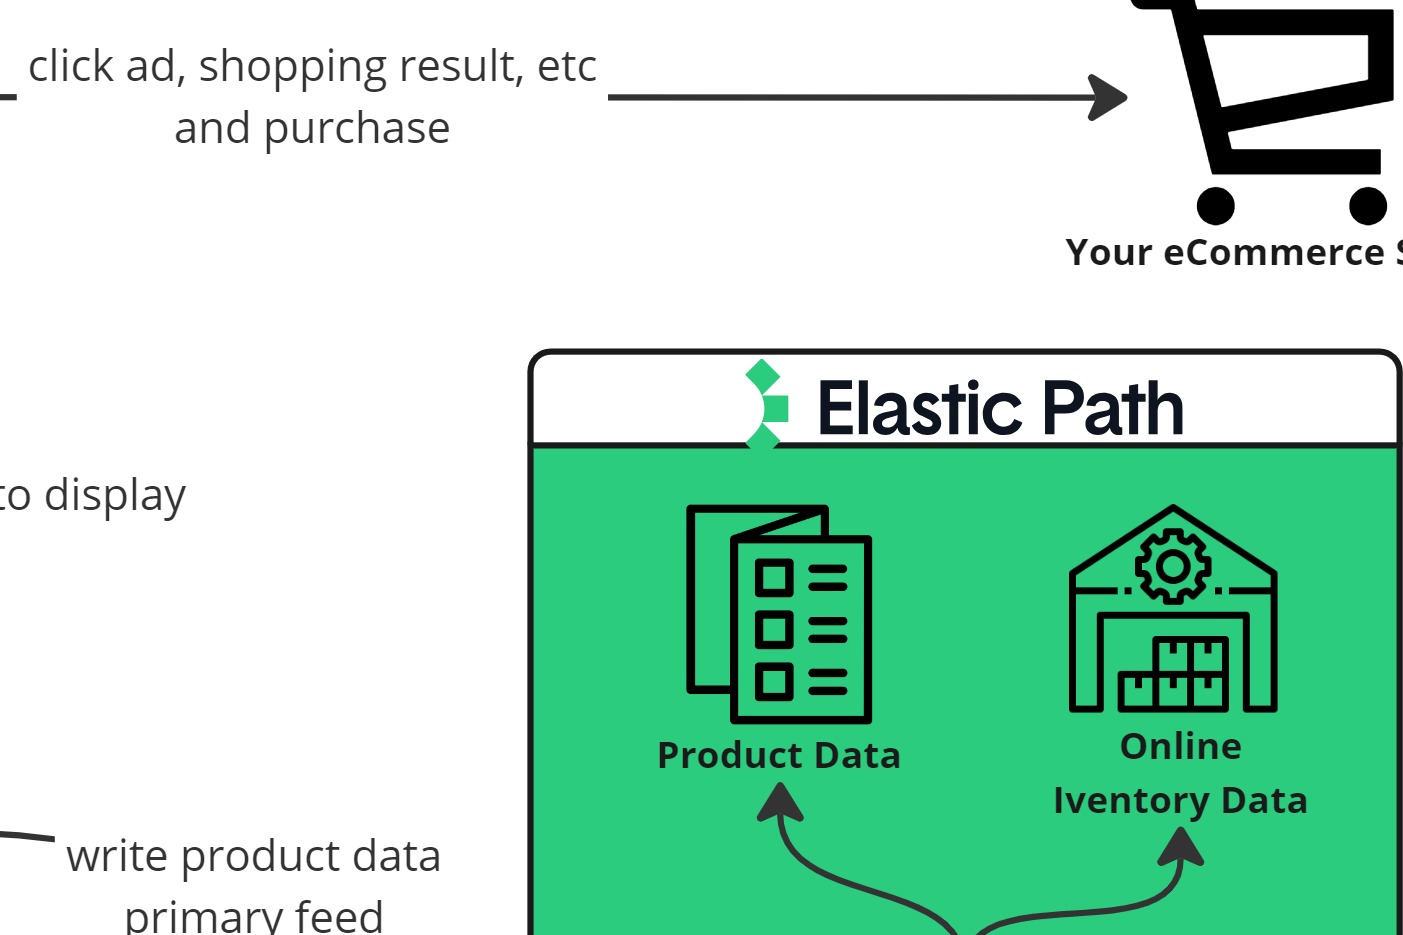 click ad, shopping result, etc
and purchase
Your eCommerce
Elastic Path
to display
Product Data
Online
Iventory Data
write product data
primary feed